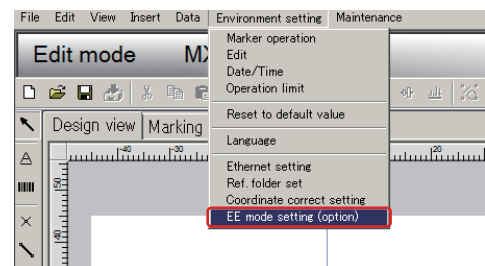 File Edit View Insert Data Environment setting Maintenance
Edit mode MX
Design view Marking
Marker operation
Edit
Date/Time
Operation limit
Reset to default value
Language
Ethernet setting
Ref. folder set
Coordinate correct setting
EE mode setting (option)
-40 -30 20
50
40